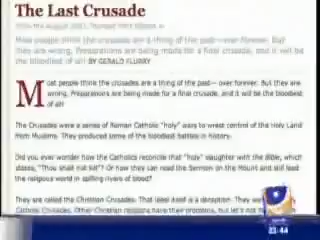 The Last Crusade
Most people think the crusades are a thing of the past—over forever. But
they are wrong. Preparations are being made for a final crusade, and it will be
the bloodiest of all! BY GERALD FLURRY
Most people think the crusades are a thing of the past— over forever. But they are
wrong. Preparations are being made for a final crusade, and it will be the bloodiest
of all!
The Crusades were a series of Roman Catholic "holy" wars to wrest control of the Holy Land
from Muslims. They produced some of the bloodiest battles in history.
Did you ever wonder how the Catholics reconcile that "holy" slaughter with the Bible, which
states, "Thou shalt not kill"? Or how they can read the Sermon on the Mount and still lead
the religious world in spilling rivers of blood?
They are called the Christian Crusades. That label itself is a deception. They we
Catholic Crusades. Other Christian religions have their problems, but let's not
21:44